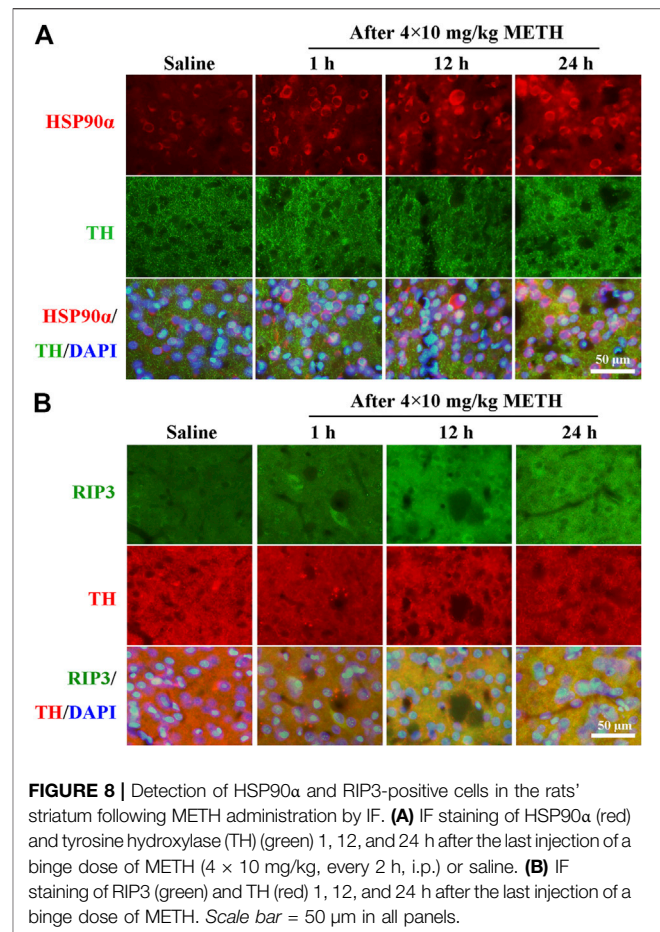 A
After 4×10 mg/kg METH
Saline 1 h 12 h 24 h
HSP90α
TH
HSP90α/
TH/DAPI
50 μm
B
After 4×10 mg/kg METH
Saline 1 h 12 h 24 h
RIP3
TH
RIP3/
TH/DAPI
50 μm
FIGURE 8 | Detection of HSP90α and RIP3-positive cells in the rats’
striatum following METH administration by IF. (A) IF staining of HSP90α (red)
and tyrosine hydroxylase (TH) (green) 1, 12, and 24 h after the last injection of a
binge dose of METH (4 × 10 mg/kg, every 2 h, i.p.) or saline. (B) IF
staining of RIP3 (green) and TH (red) 1, 12, and 24 h after the last injection of a
binge dose of METH. Scale bar = 50 μm in all panels.